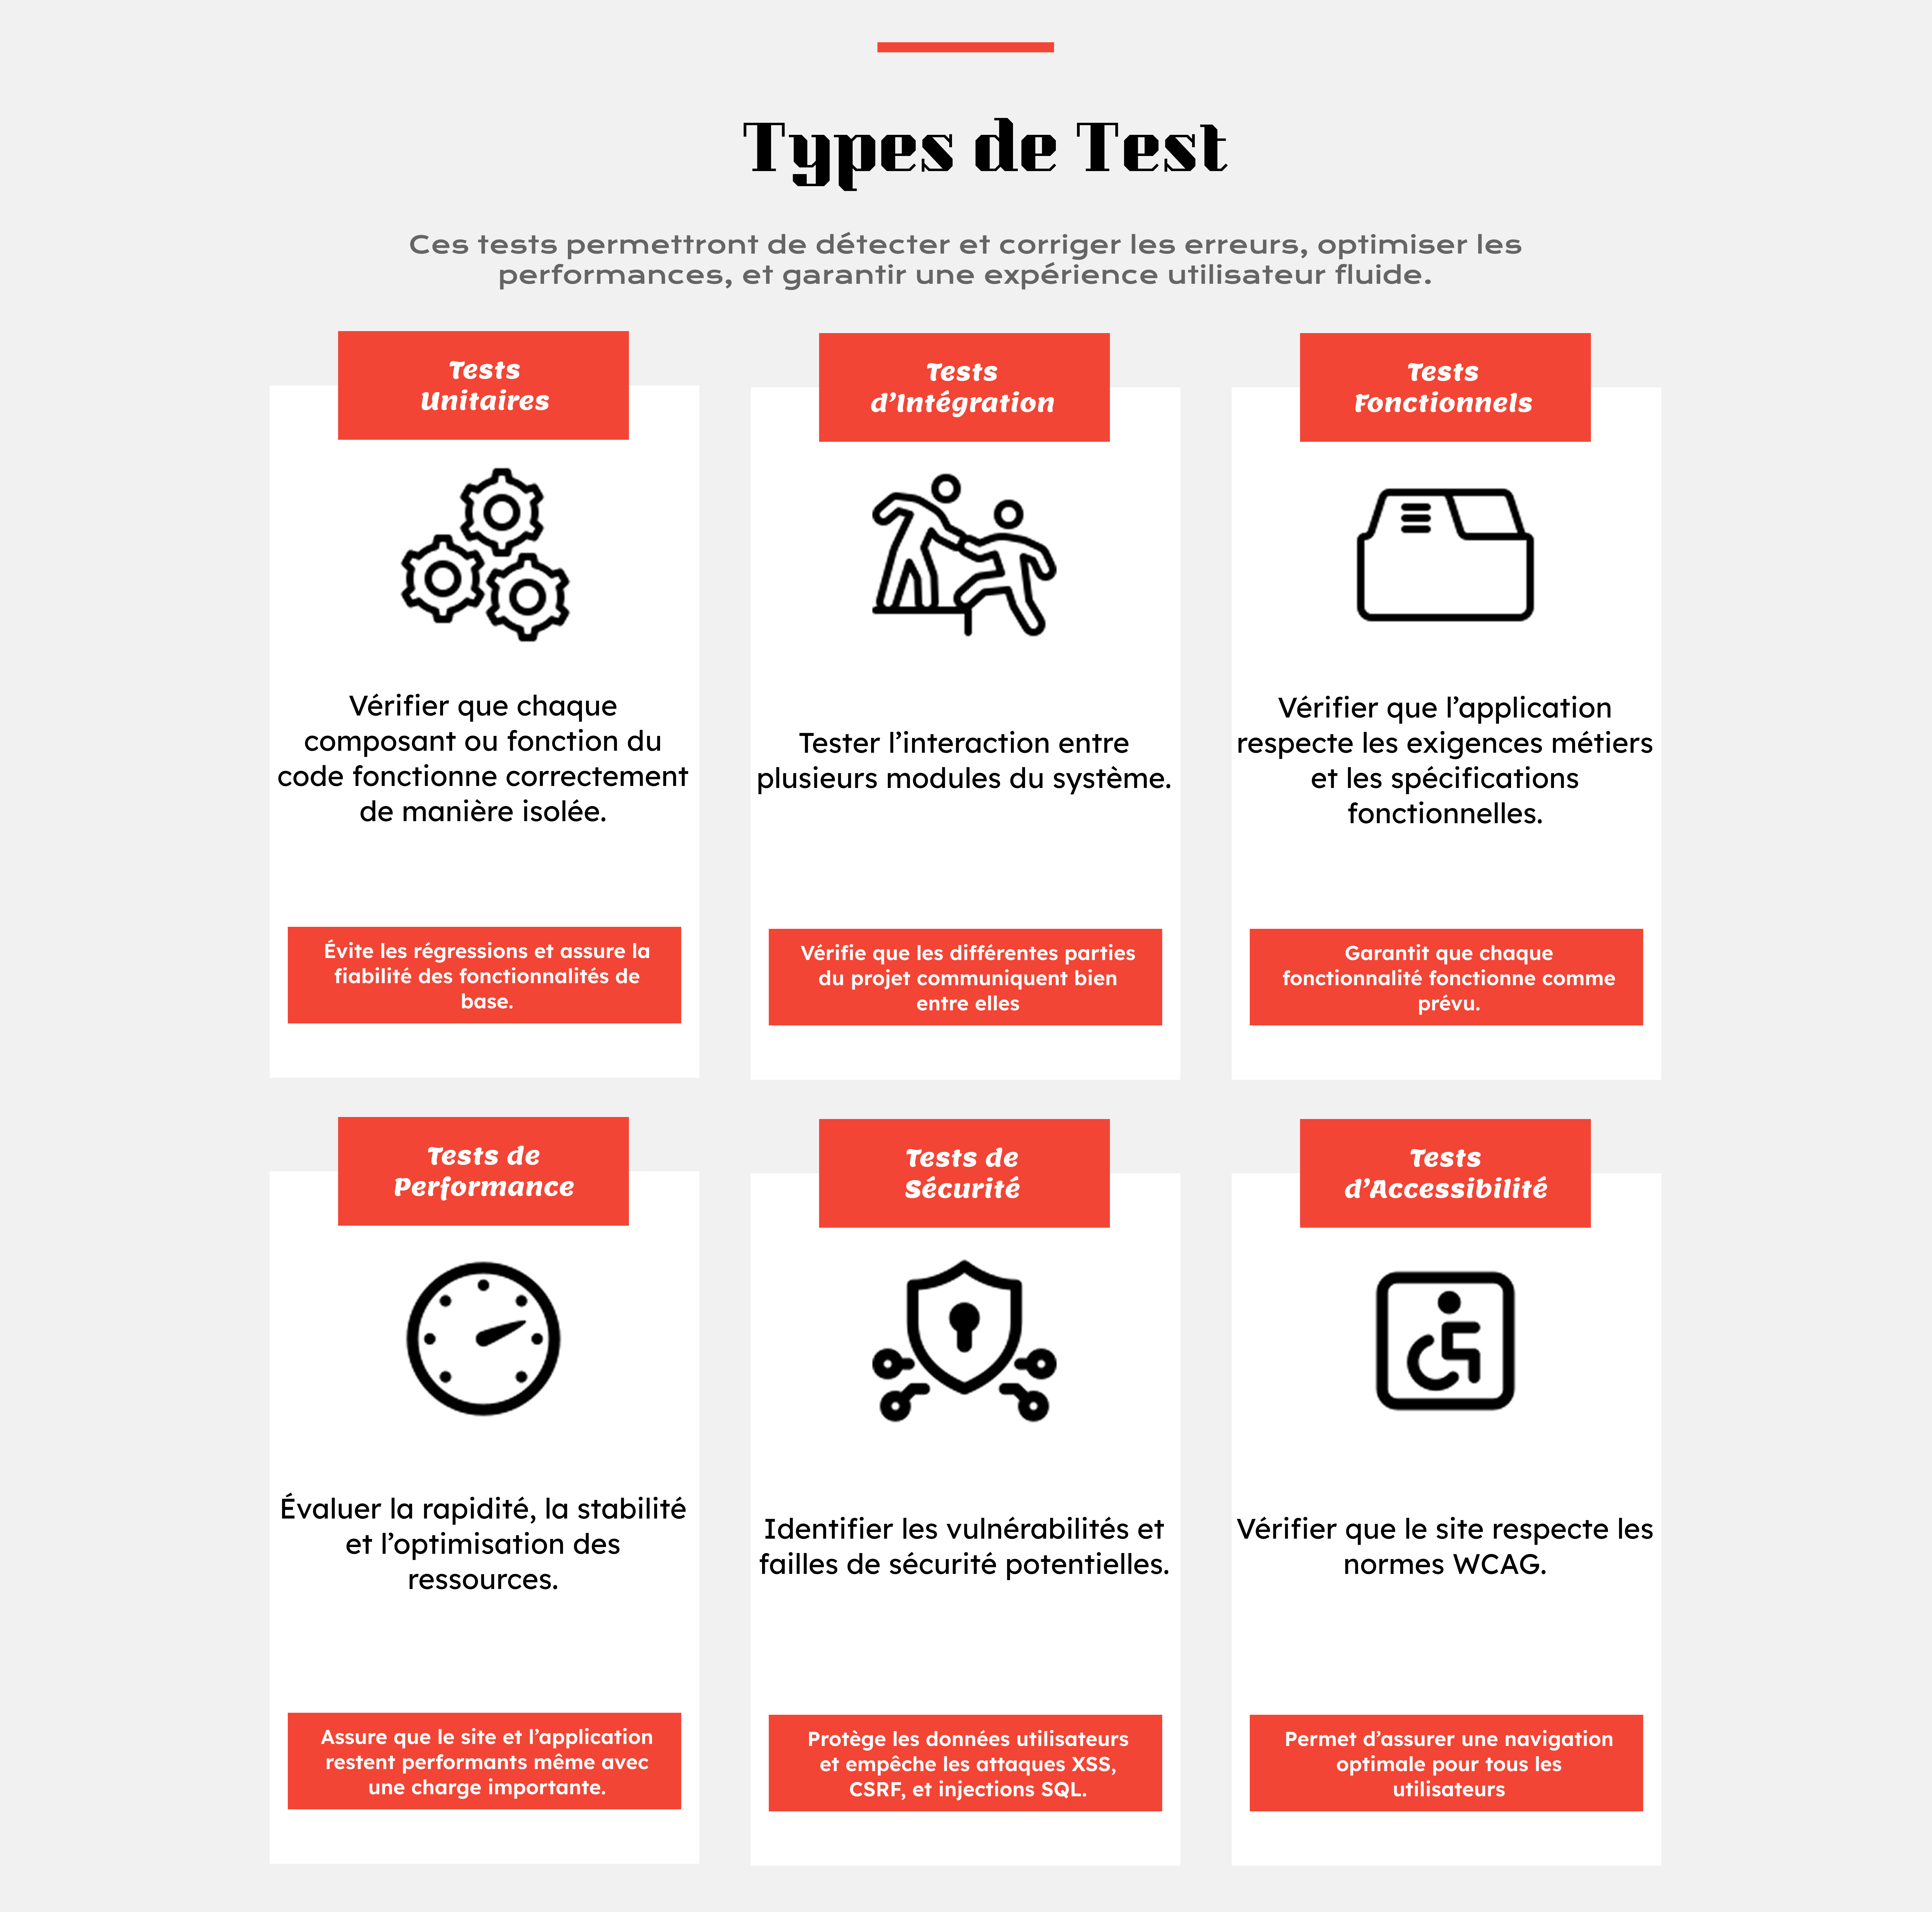 Types de Test
Ces tests permettront de détecter et corriger les erreurs, optimiser les
performances, et garantir une expérience utilisateur fluide.
Tests
Unitaires
Vérifier que chaque
composant ou fonction du
code fonctionne correctement
de manière isolée.
Évite les régressions et assure la
fiabilité des fonctionnalités de
base.
Tests
d’Intégration
Tester l’interaction entre
plusieurs modules du système.
Vérifie que les différentes parties
du projet communiquent bien
entre elles
Tests
Fonctionnels
Vérifier que l’application
respecte les exigences métiers
et les spécifications
fonctionnelles.
Garantit que chaque
fonctionnalité fonctionne comme
prévu.
Tests de
Performance
Évaluer la rapidité, la stabilité
et l’optimisation des
ressources.
Assure que le site et l’application
restent performants même avec
une charge importante.
Tests de
Sécurité
Identifier les vulnérabilités et
failles de sécurité potentielles.
Protège les données utilisateurs
et empêche les attaques XSS,
CSRF, et injections SQL.
Tests
d’Accessibilité
Vérifier que le site respecte les
normes WCAG.
Permet d’assurer une navigation
optimale pour tous les
utilisateurs